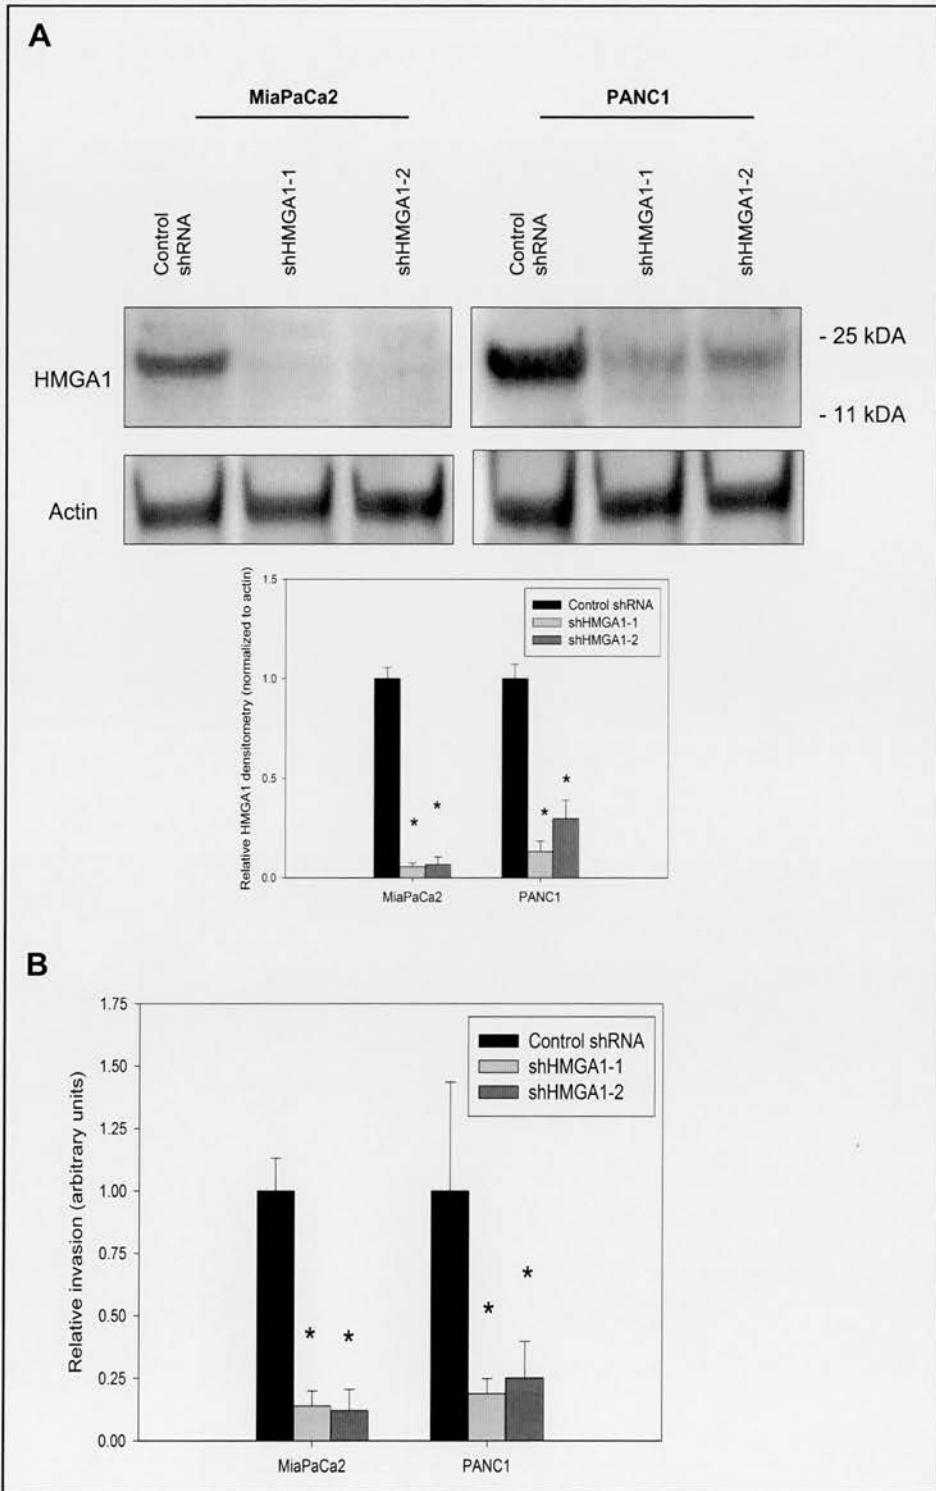 A
MiaPaCa2
PANC1
Control
shRNA
shHMGA1-1
shHMGA1-2
Control
shRNA
shHMGA1-1
shHMGA1-2
HMGA1
- 25 kDA
- 11 kDA
Actin
Relative HMGA1 densitometry (normalized to actin)
1.5
1.0
0.5
0.0
Control shRNA
shHMGA1-1
shHMGA1-2
*
*
*
*
MiaPaCa2
PANC1
B
Relative invasion (arbitrary units)
1.75
1.50
1.25
1.00
0.75
0.50
0.25
0.00
Control shRNA
shHMGA1-1
shHMGA1-2
*
*
*
*
MiaPaCa2
PANC1